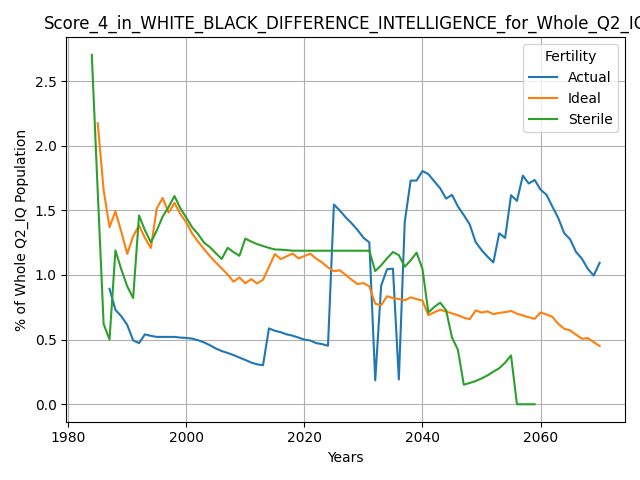 Score_4_in_WHITE_BLACK_DIFFERENCE_INTELLIGENCE_for_Whole_Q2_IQ
Fertility
Actual
Ideal
Sterile
% of Whole Q2_IQ Population
2.5
2.0
1.5
1.0
0.5
0.0
1980
2000
2020
2040
2060
Years